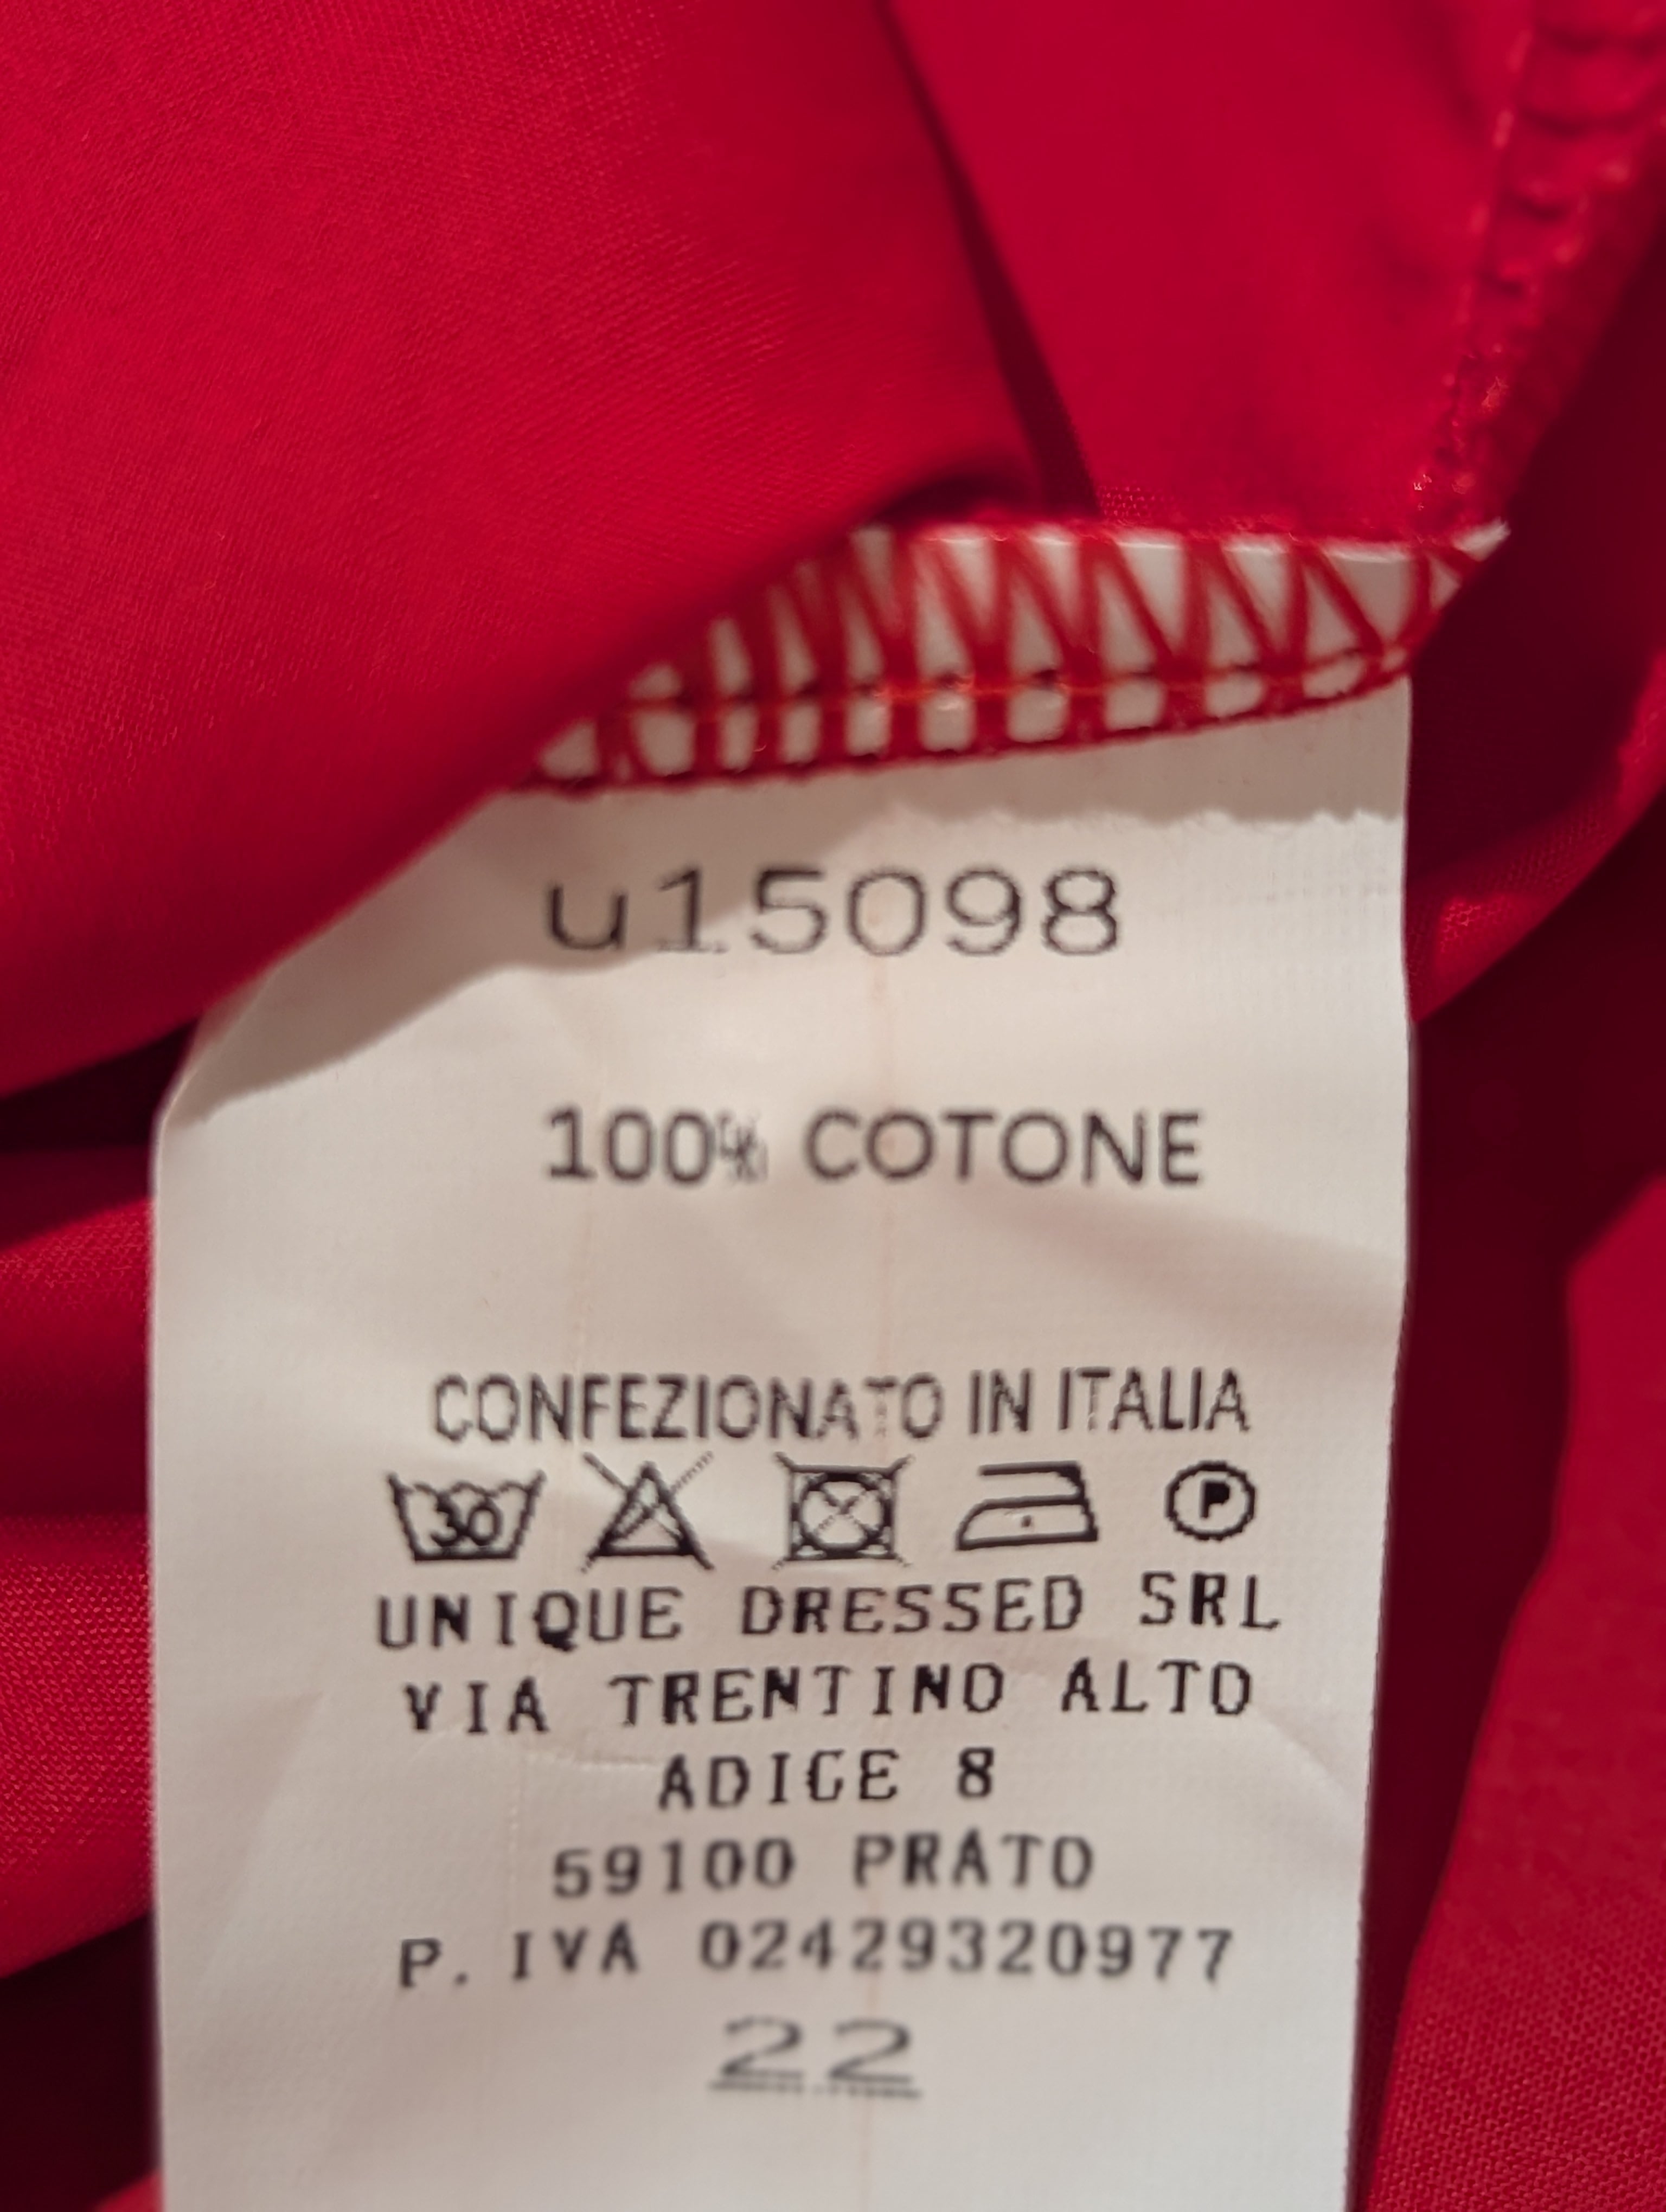 u15098
100% COTONE
CONFEZIONATO IN ITALIA
30 P
UNIQUE DRESSED SRL
VIA TRENTINO ALTO
ADIGE 8
59100 PRATO
P. IVA 02429320977
22